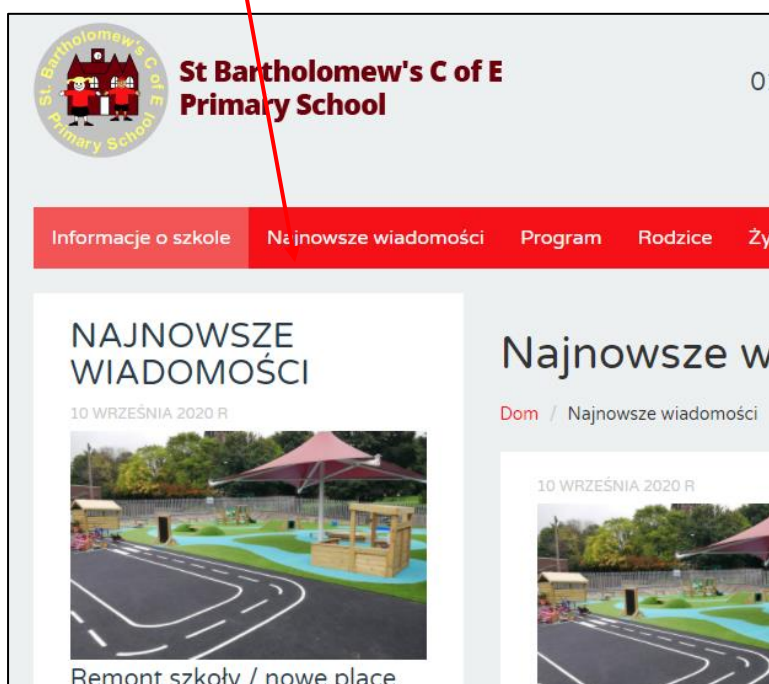 St. Bartholomew's C of E Primary School
St Bartholomew's C of E
Primary School
Informacje o szkole Najnowsze wiadomości Program Rodzice
NAJNOWSZE
WIADOMOŚCI
10 WRZEŚNIA 2020 R
Remont szkoły / nowe place
Najnowsze
Dom / Najnowsze wiadomości
10 WRZEŚNIA 2020 R